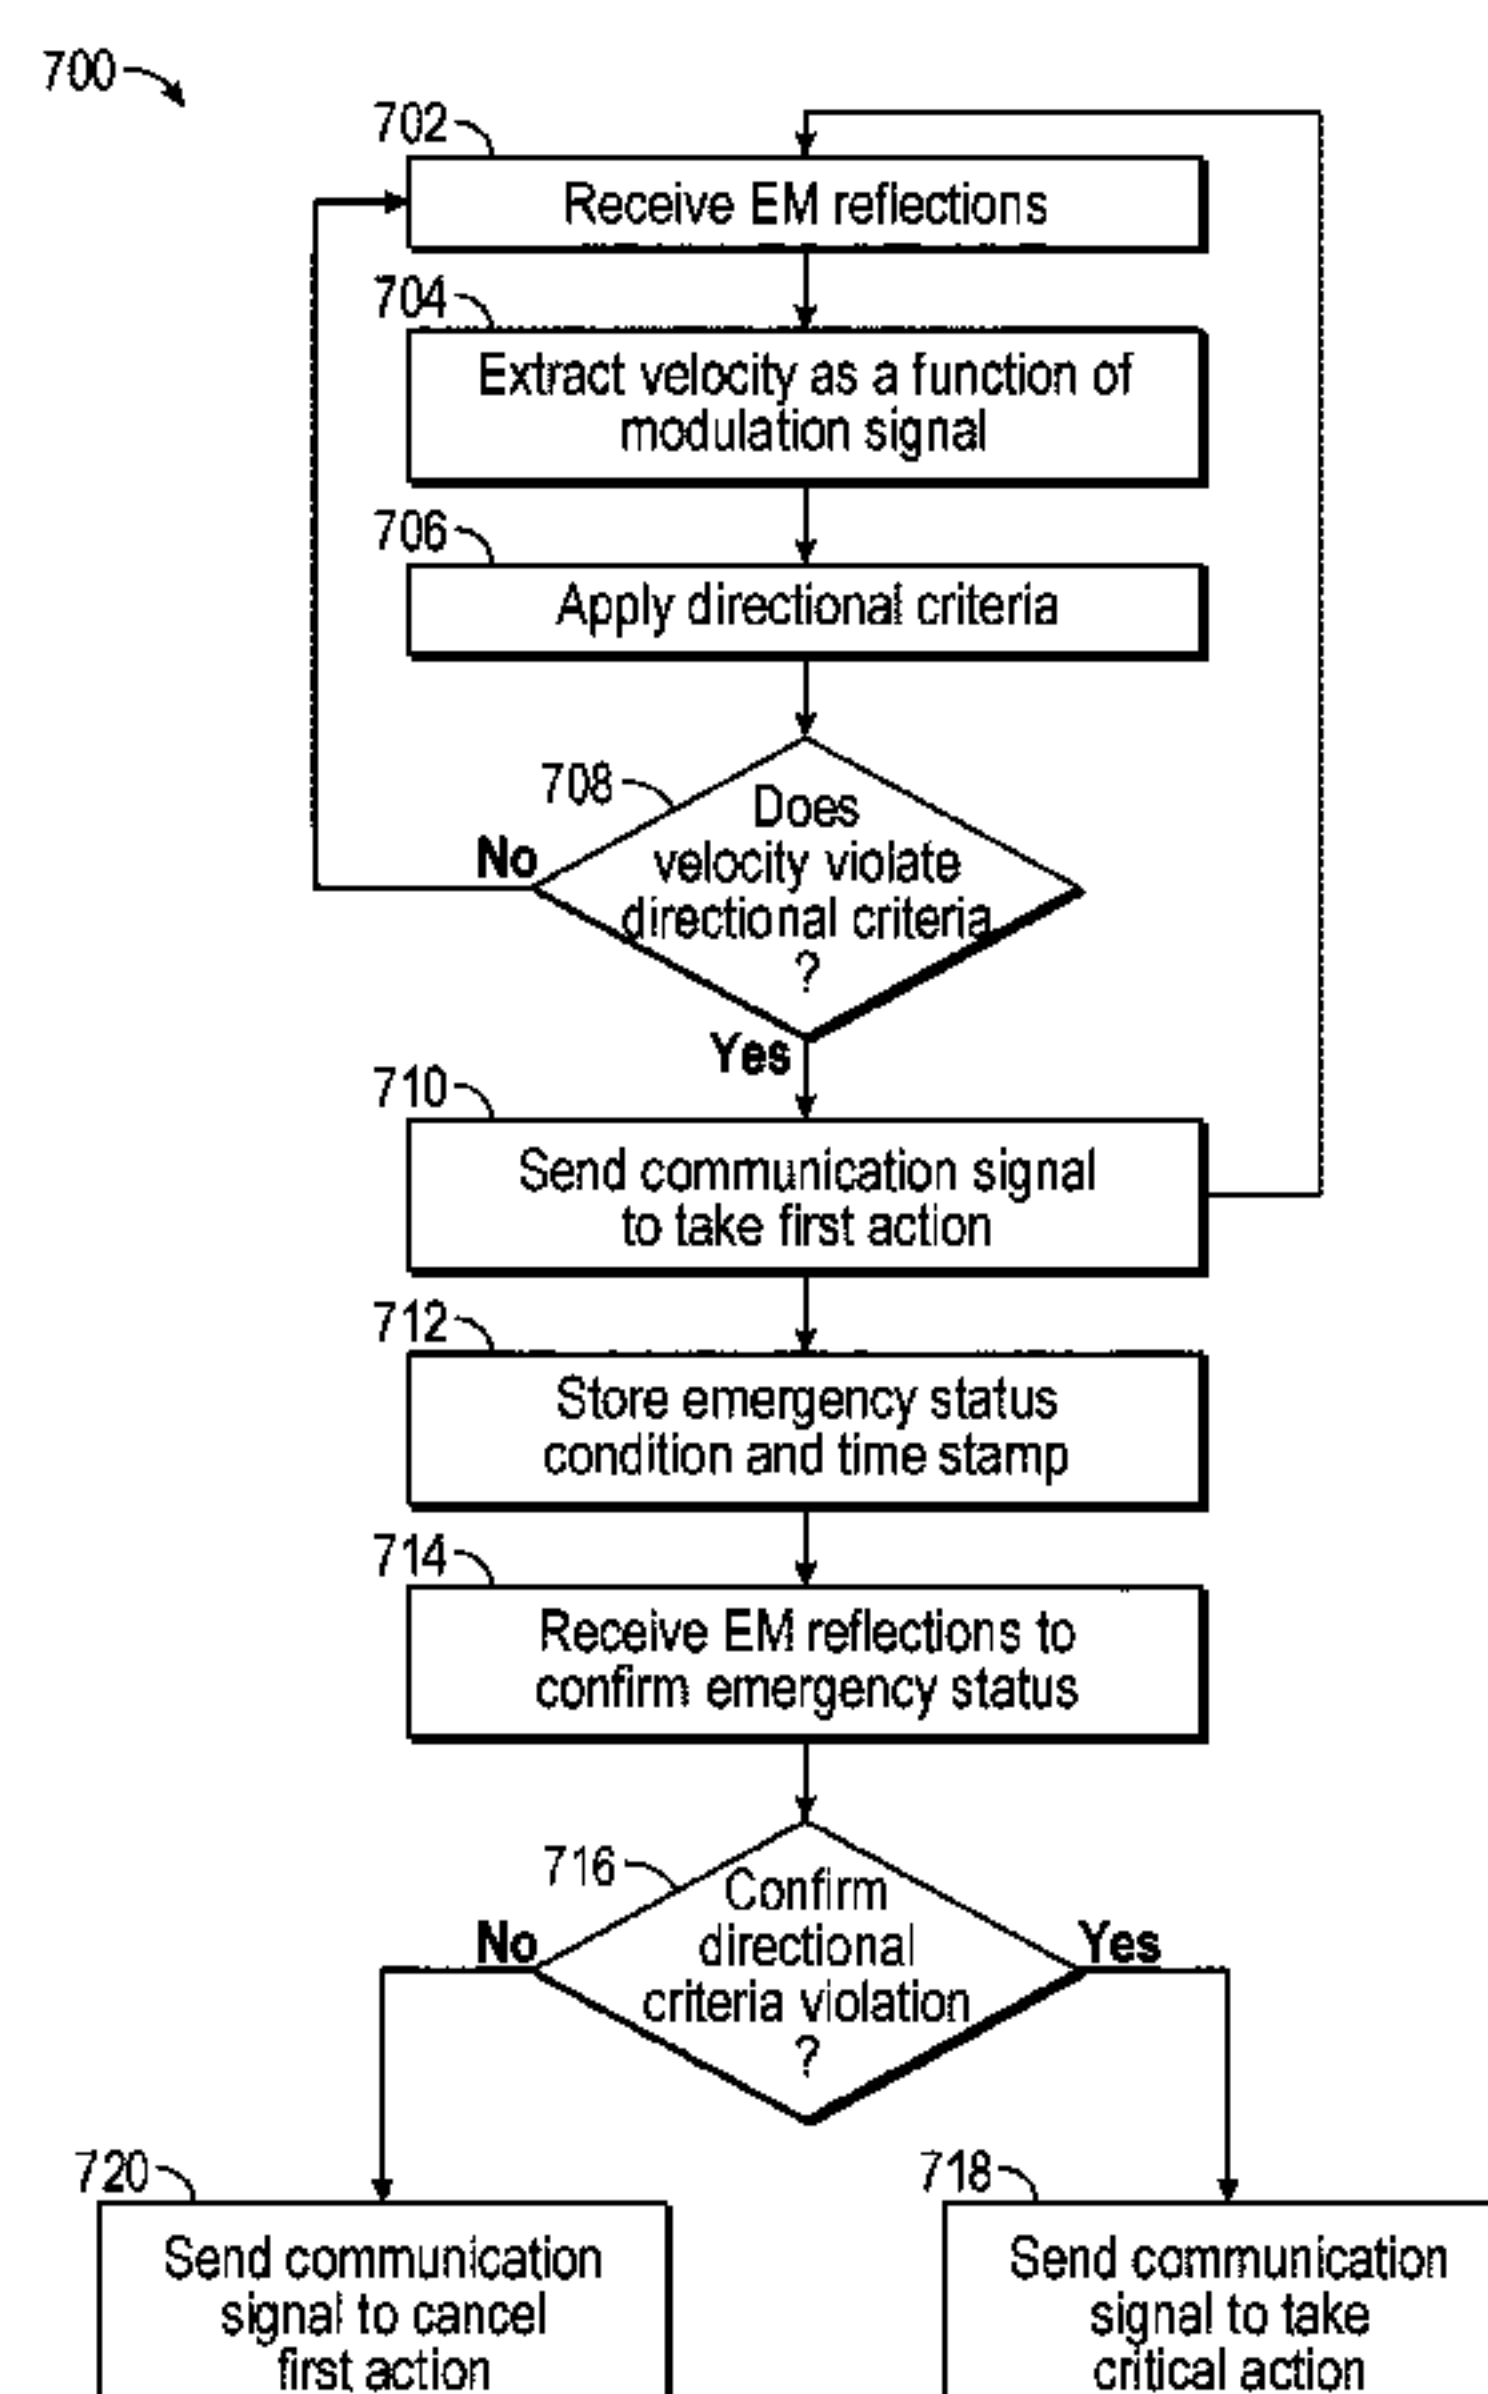 700
702
Receive EM reflections
704
Extract velocity as a function of
modulation signal
706
Apply directional criteria
708
Does
velocity violate
directional criteria
?
No
Yes
710
Send communication signal
to take first action
712
Store emergency status
condition and time stamp
714
Receive EM reflections to
confirm emergency status
716
Confirm
directional
criteria violation
?
No
Yes
720
Send communication
signal to cancel
first action
718
Send communication
signal to take
critical action